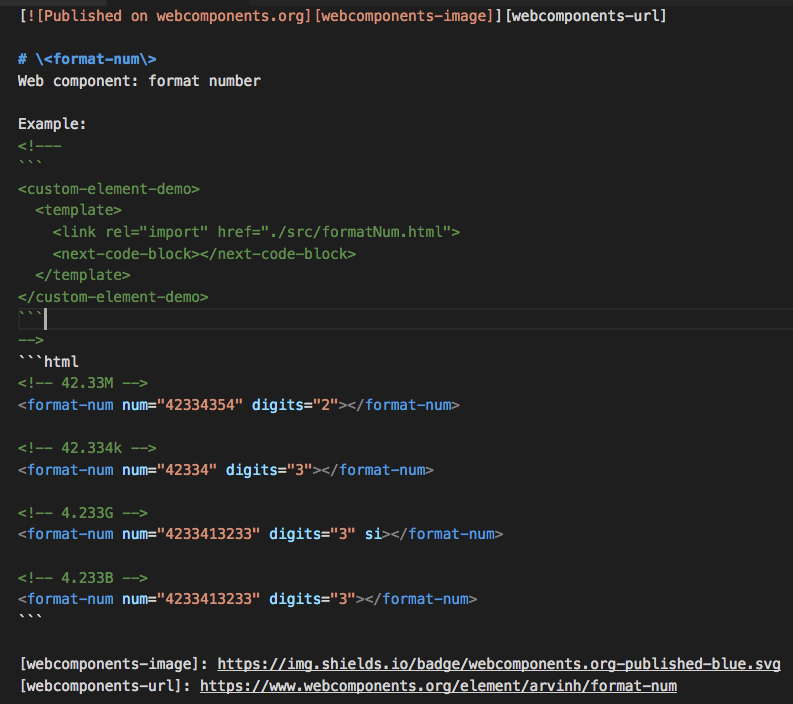 [![Published on webcomponents.org][webcomponents-image]][webcomponents-url]

# \<format-num\>
Web component: format number

Example:
<!---
```
<custom-element-demo>
  <template>
    <link rel="import" href="./src/formatNum.html">
    <next-code-block></next-code-block>
  </template>
</custom-element-demo>
```
-->
```html
<!-- 42.33M -->
<format-num num="42334354" digits="2"></format-num>

<!-- 42.334k -->
<format-num num="42334" digits="3"></format-num>

<!-- 4.233G -->
<format-num num="4233413233" digits="3" si></format-num>

<!-- 4.233B -->
<format-num num="4233413233" digits="3"></format-num>
```

[webcomponents-image]: https://img.shields.io/badge/webcomponents.org-published-blue.svg
[webcomponents-url]: https://www.webcomponents.org/element/arvinh/format-num